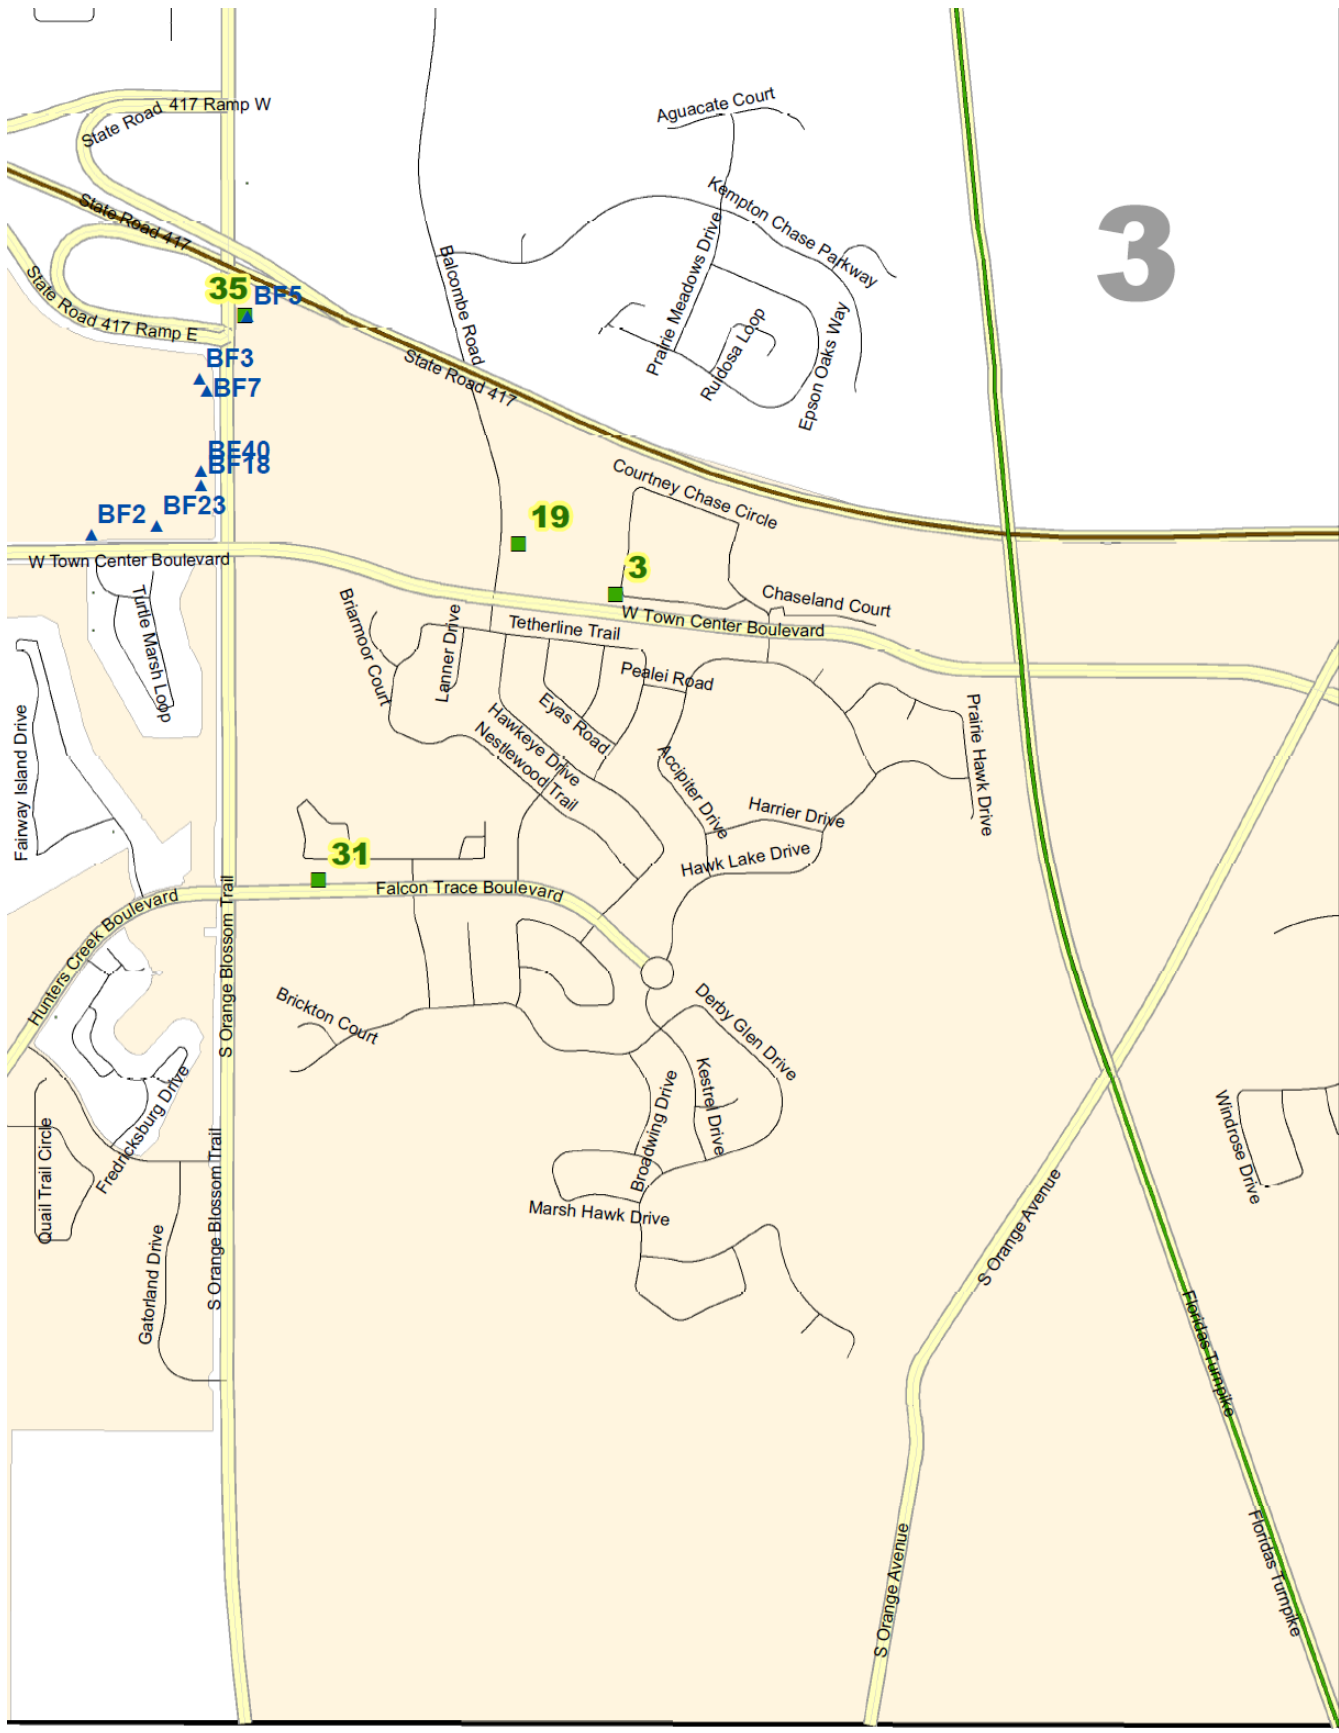 State Road 417 Ramp W
Aguacate Court
Kempton Chase Parkway
3
State Road 417
Prairie Meadows Drive
Balcombe Road
State Road 417 Ramp E
35
BF5
Ruidosa Loop
Epson Oaks Way
BF3
BF7
State Road 417
BF40
BF18
Courtney Chase Circle
BF2
BF23
19
W Town Center Boulevard
3
Chaseland Court
W Town Center Boulevard
Turtle Marsh Loop
Briarmoor Court
Lanner Drive
Tetherline Trail
Pealei Road
Fairway Island Drive
Eyas Road
Hawkeye Drive
Nestlewood Trail
Accipiter Drive
Prairie Hawk Drive
Harrier Drive
31
Hawk Lake Drive
Falcon Trace Boulevard
Hunters Creek Boulevard
S Orange Blossom Trail
Brickton Court
Derby Glen Drive
Kestrel Drive
Broadwing Drive
Fredricksburg Drive
Quail Trail Circle
Windrose Drive
S Orange Blossom Trail
Marsh Hawk Drive
S Orange Avenue
Gatorland Drive
Floridas Turnpike
S Orange Avenue
Floridas Turnpike